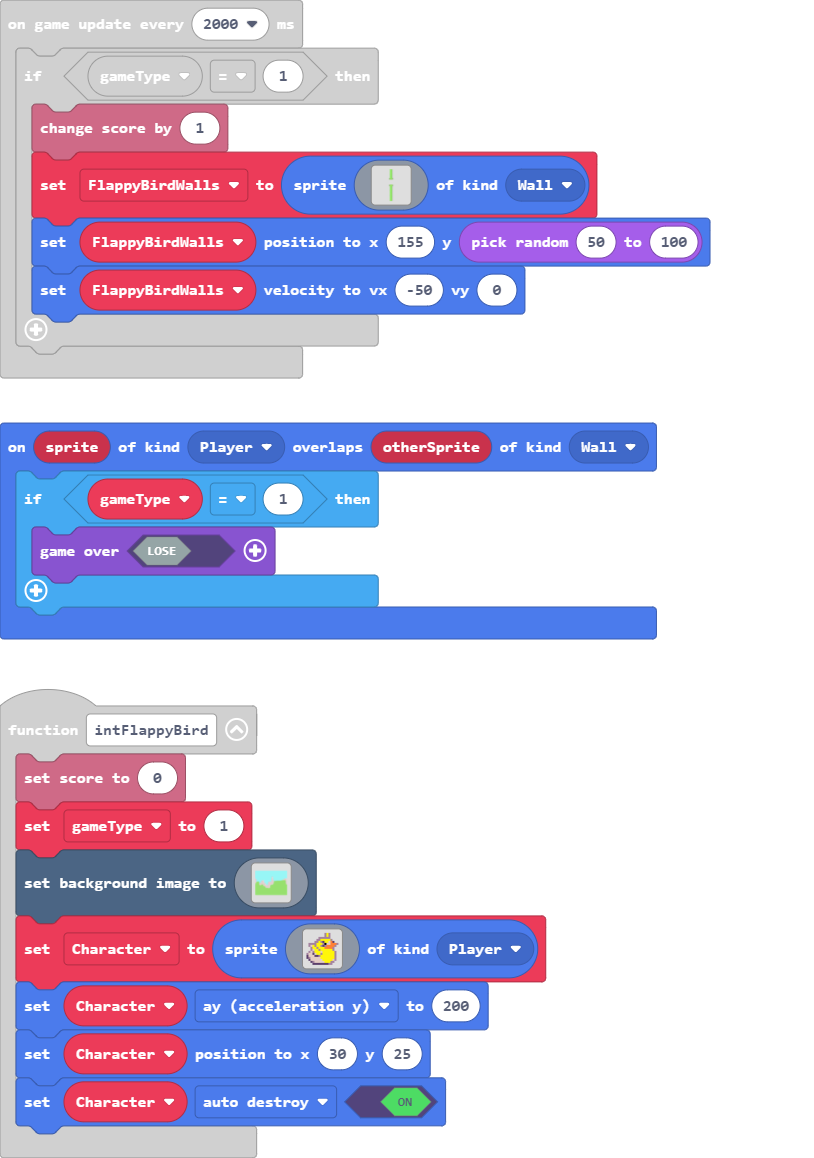 on game update every 2000 ms
if gameType = 1 then
change score by 1
set FlappyBirdWalls to sprite of kind Wall
set FlappyBirdWalls position to x 155 y pick random 50 to 100
set FlappyBirdWalls velocity to vx -50 vy 0
on sprite of kind Player overlaps otherSprite of kind Wall
if gameType = 1 then
game over LOSE
function intFlappyBird
set score to 0
set gameType to 1
set background image to
set Character to sprite of kind Player
set Character ay (acceleration y) to 200
set Character position to x 30 y 25
set Character auto destroy ON